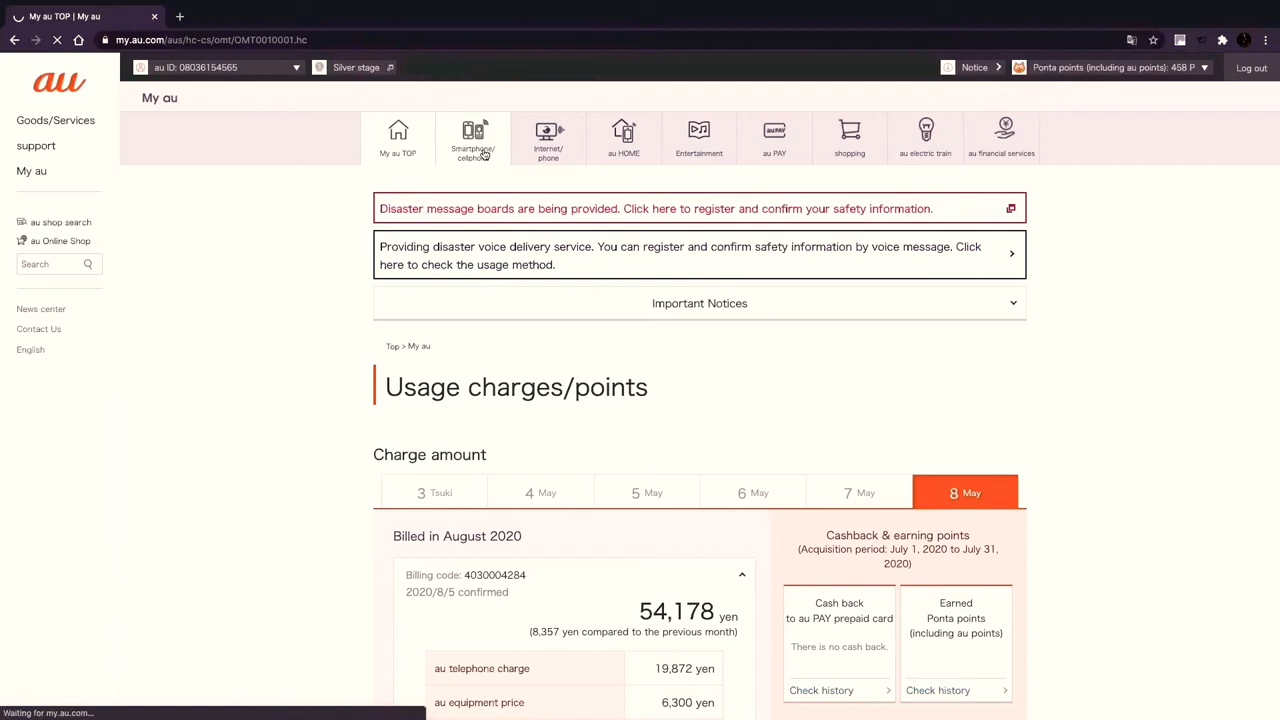 My au TOP | My au
my.au.com/aus/hc-cs/out/OMT0010001.hc
au ID: 08036154565
Silver stage
Notice
Ponta points (including au points): 458 P
Log out
au
Goods/Services
support
My au
au shop search
au Online Shop
Search
News center
Contact Us
English
My au
My au TOP
Smartphone/
Internet/
phone
au HOME
Entertainment
au PAY
au PAY
shopping
au electric train
au financial services
Disaster message boards are being provided. Click here to register and confirm your safety information.
Providing disaster voice delivery service. You can register and confirm safety information by voice message. Click
here to check the usage method.
Important Notices
Top > My au
Usage charges/points
Charge amount
3 Tsuki
4 May
5 May
6 May
7 May
8 May
Billed in August 2020
Billing code: 4030004284
2020/8/5 confirmed
54,178 yen
(8,357 yen compared to the previous month)
au telephone charge 19,872 yen
au equipment price 6,300 yen
Cashback & earning points
(Acquisition period: July 1, 2020 to July 31,
2020)
Cash back
to au PAY prepaid card
There is no cash back.
Check history
Earned
Ponta points
(including au points)
Check history
Waiting for my.au.com...